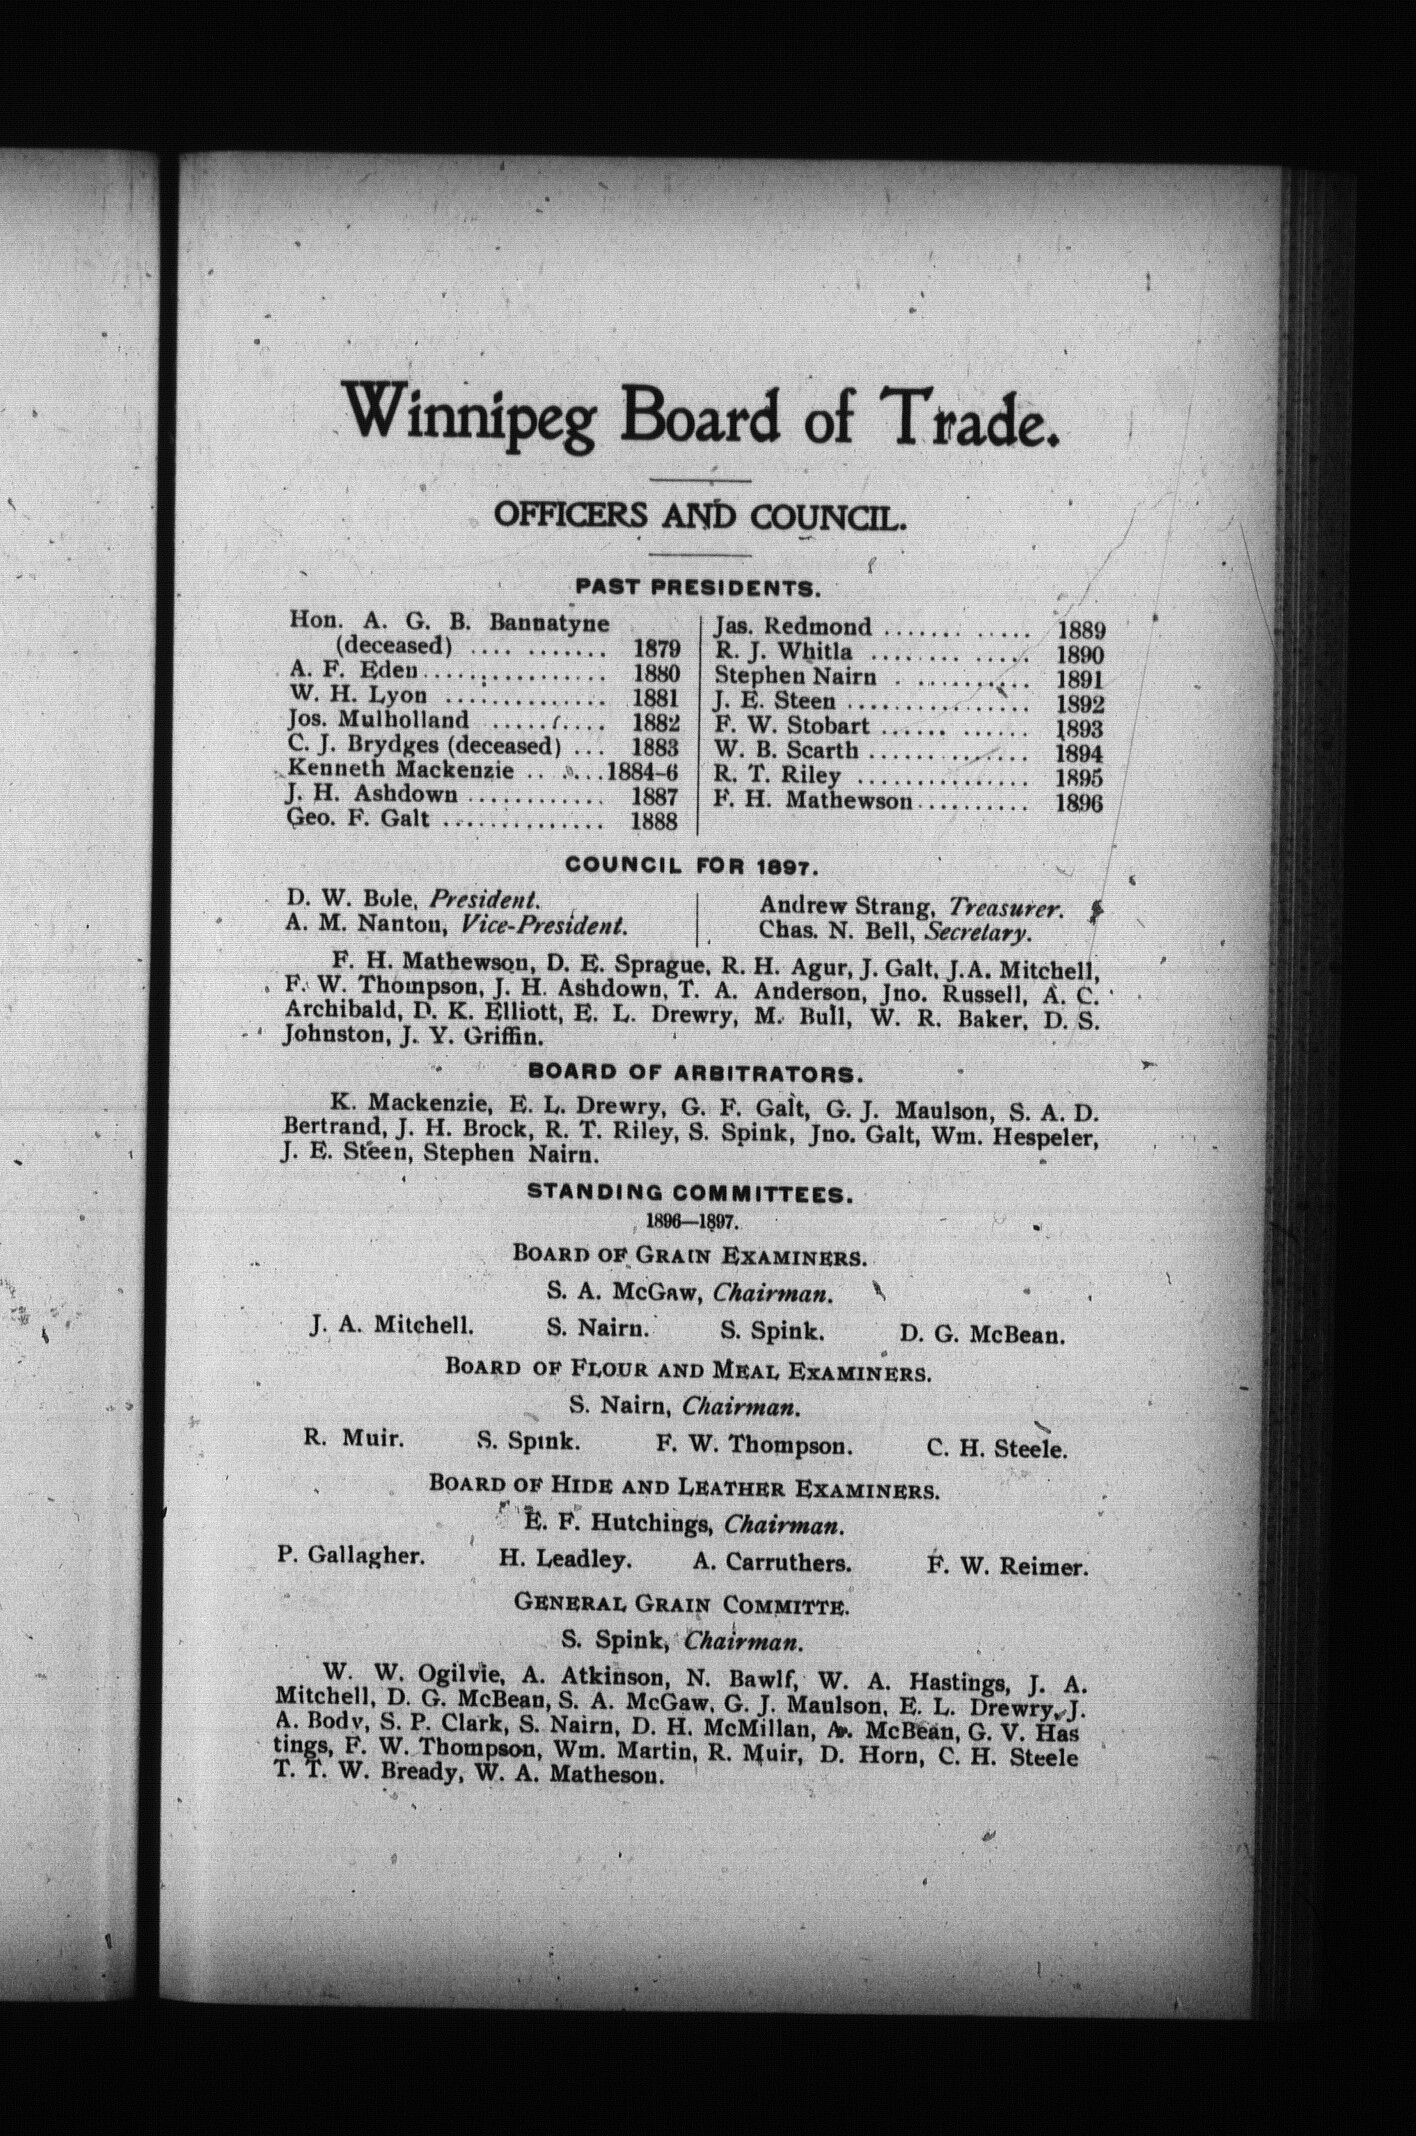 Winnipeg Board of Trade.
OFFICERS AND COUNCIL.
PAST PRESIDENTS.
Hon. A. G. B. Bannatyne
(deceased) .... ....... 1879
A. F. Eden................ 1880
W. H. Lyon .............. 1881
Jos. Mulholland .......... 1882
C. J. Brydges (deceased) ... 1883
Kenneth Mackenzie .. ....1884-6
J. H. Ashdown ............ 1887
Geo. F. Galt .............. 1888
Jas. Redmond ....... ..... 1889
R. J. Whitla ........ ..... 1890
Stephen Nairn . .......... 1891
J. E. Steen ................ 1892
F. W. Stobart ...... ...... 1893
W. B. Scarth .............. 1894
R. T. Riley ............... 1895
F. H. Mathewson.......... 1896
COUNCIL FOR 1897.
D. W. Bole, President.
A. M. Nanton, Vice-President.
Andrew Strang, Treasurer.
Chas. N. Bell, Secretary.
F. H. Mathewson, D. E. Sprague, R. H. Agur, J. Galt, J.A. Mitchell,
F. W. Thompson, J. H. Ashdown, T. A. Anderson, Jno. Russell, A. C.
Archibald, D. K. Elliott, E. L. Drewry, M. Bull, W. R. Baker, D. S.
Johnston, J. Y. Griffin.
BOARD OF ARBITRATORS.
K. Mackenzie, E. L. Drewry, G. F. Galt, G. J. Maulson, S. A. D.
Bertrand, J. H. Brock, R. T. Riley, S. Spink, Jno. Galt, Wm. Hespeler,
J. E. Steen, Stephen Nairn.
STANDING COMMITTEES.
1896—1897.
BOARD OF GRAIN EXAMINERS.
S. A. McGaw, Chairman.
J. A. Mitchell. S. Nairn. S. Spink. D. G. McBean.
BOARD OF FLOUR AND MEAL EXAMINERS.
S. Nairn, Chairman.
R. Muir. S. Spink. F. W. Thompson. C. H. Steele.
BOARD OF HIDE AND LEATHER EXAMINERS.
E. F. Hutchings, Chairman.
P. Gallagher. H. Leadley. A. Carruthers. F. W. Reimer.
GENERAL GRAIN COMMITTE.
S. Spink, Chairman.
W. W. Ogilvie, A. Atkinson, N. Bawlf, W. A. Hastings, J. A.
Mitchell, D. G. McBean, S. A. McGaw, G. J. Maulson, E. L. Drewry, J.
A. Body, S. P. Clark, S. Nairn, D. H. McMillan, A. McBean, G. V. Has
tings, F. W. Thompson, Wm. Martin, R. Muir, D. Horn, C. H. Steele
T. T. W. Bready, W. A. Matheson.